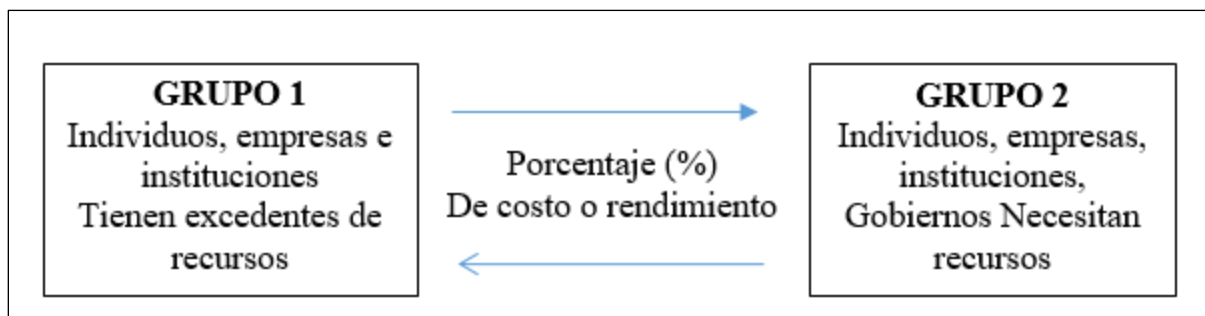 GRUPO 1
Individuos, empresas e
instituciones
Tienen excedentes de
recursos
Porcentaje (%)
De costo o rendimiento
GRUPO 2
Individuos, empresas,
instituciones,
Gobiernos Necesitan
recursos